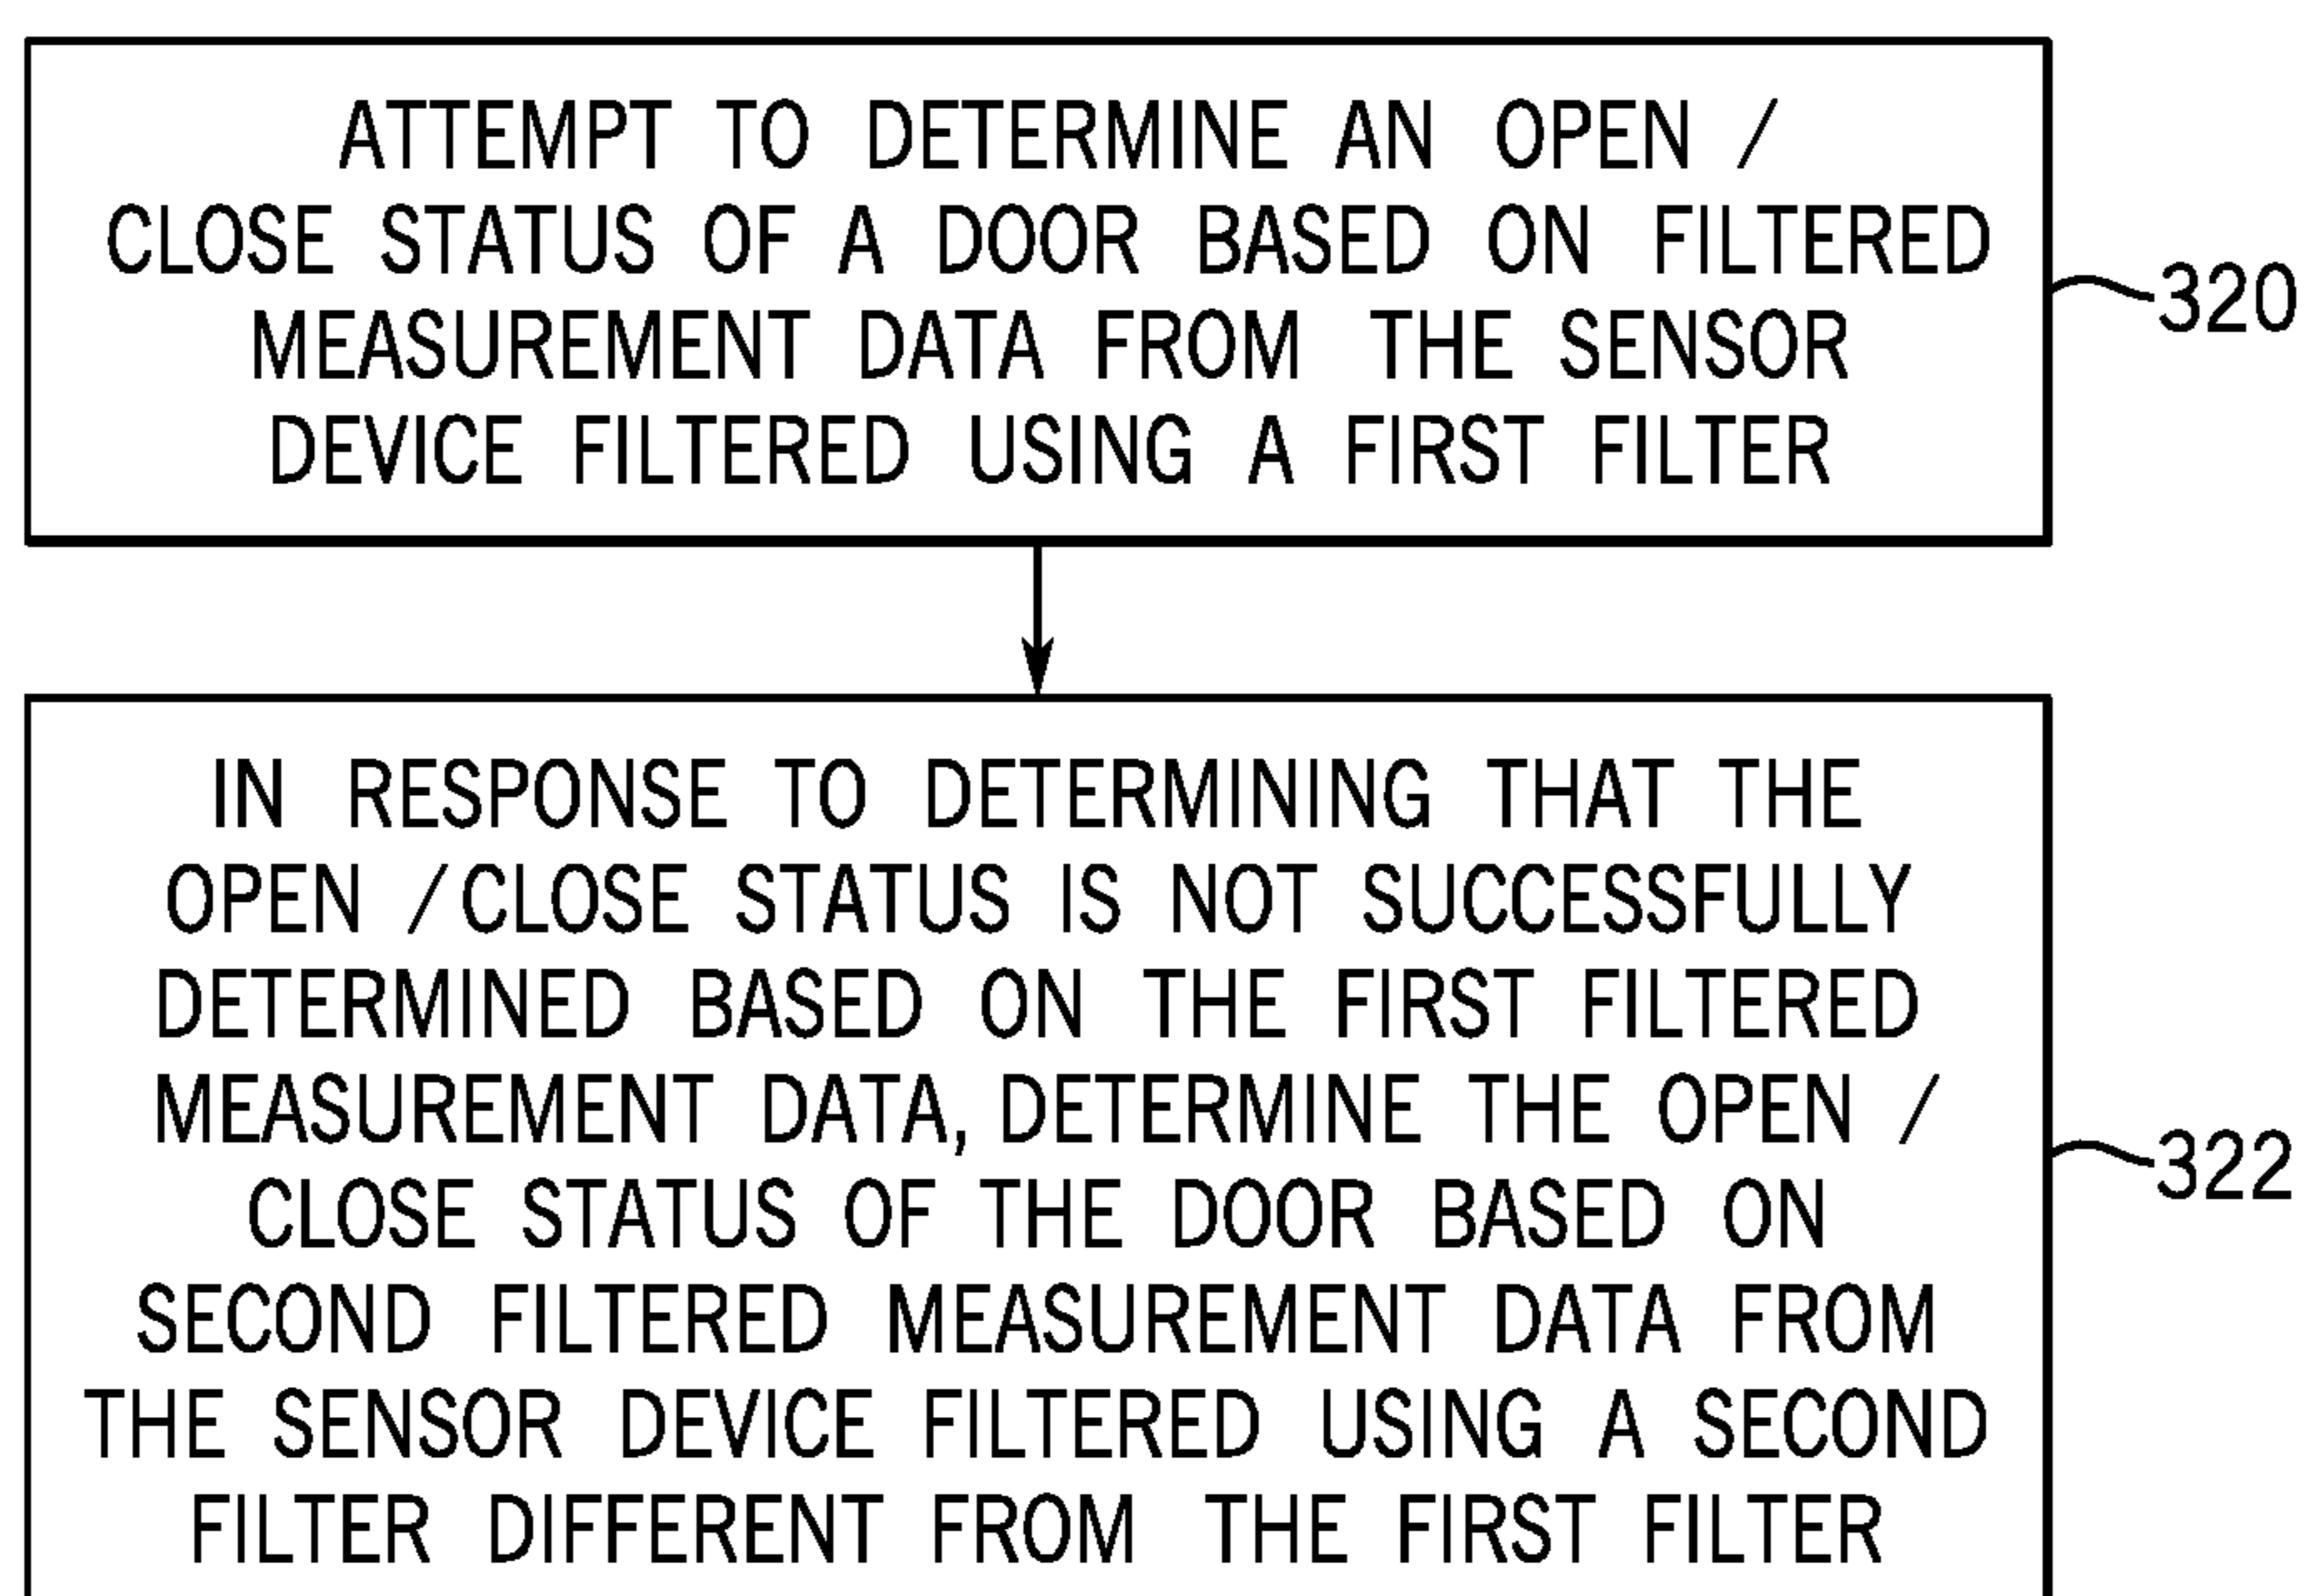 ATTEMPT TO DETERMINE AN OPEN /
CLOSE STATUS OF A DOOR BASED ON FILTERED
MEASUREMENT DATA FROM THE SENSOR
DEVICE FILTERED USING A FIRST FILTER
320
IN RESPONSE TO DETERMINING THAT THE
OPEN /CLOSE STATUS IS NOT SUCCESSFULLY
DETERMINED BASED ON THE FIRST FILTERED
MEASUREMENT DATA, DETERMINE THE OPEN /
CLOSE STATUS OF THE DOOR BASED ON
SECOND FILTERED MEASUREMENT DATA FROM
THE SENSOR DEVICE FILTERED USING A SECOND
FILTER DIFFERENT FROM THE FIRST FILTER
322